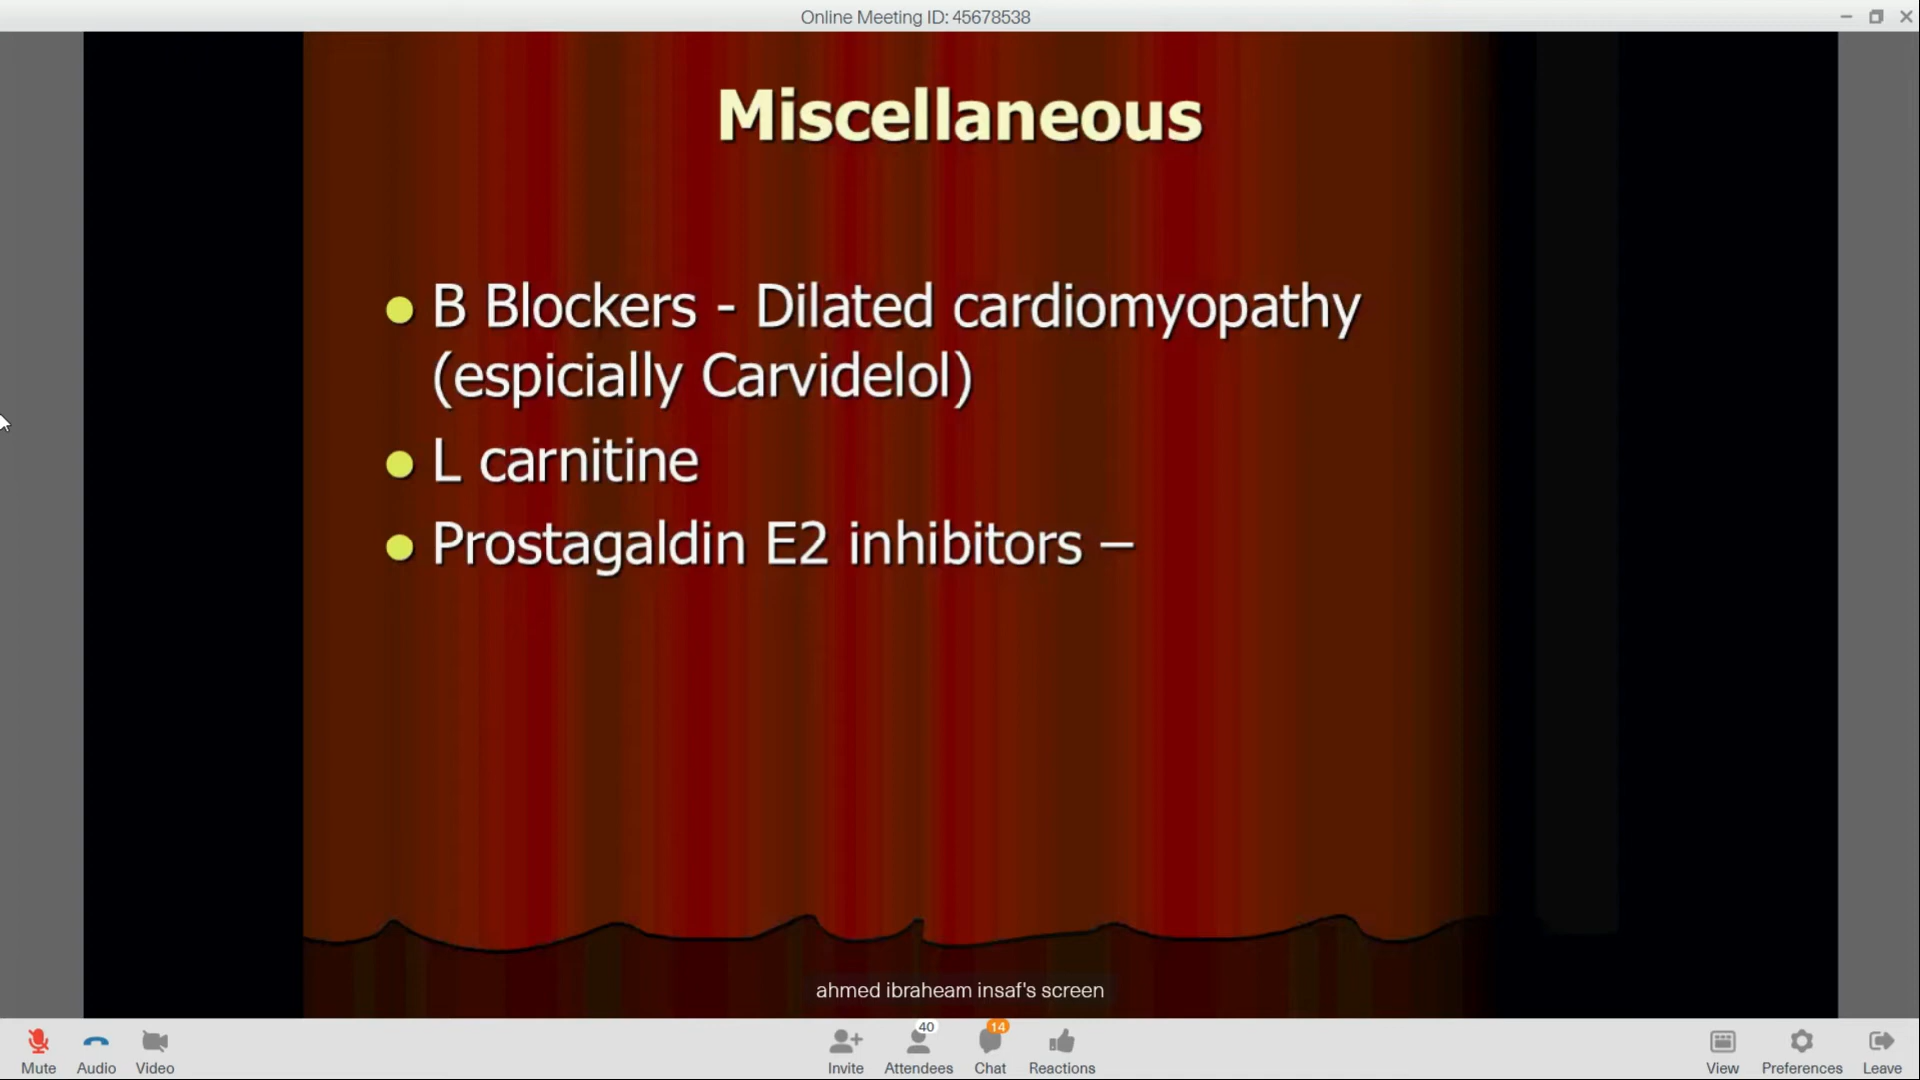 Online Meeting ID: 45678538
Miscellaneous
B Blockers - Dilated cardiomyopathy
(espicially Carvidelol)
L carnitine
Prostagaldin E2 inhibitors –
ahmed ibraheam insaf's screen
40
14
Mute Audio Video Invite Attendees Chat Reactions View Preferences Leave